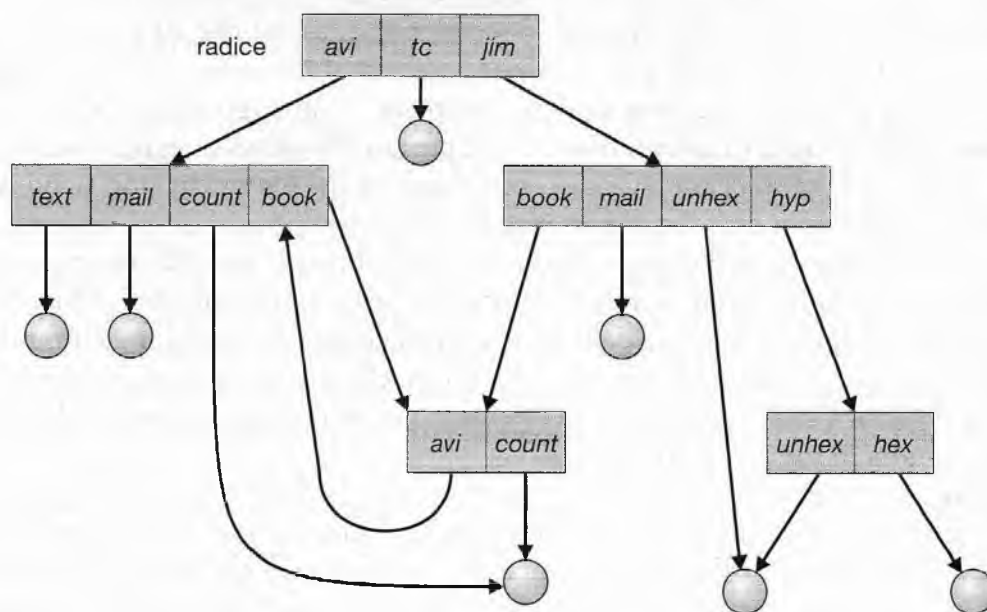 radice avi tc jim
text mail count book book mail unhex hyp
avi count unhex hex